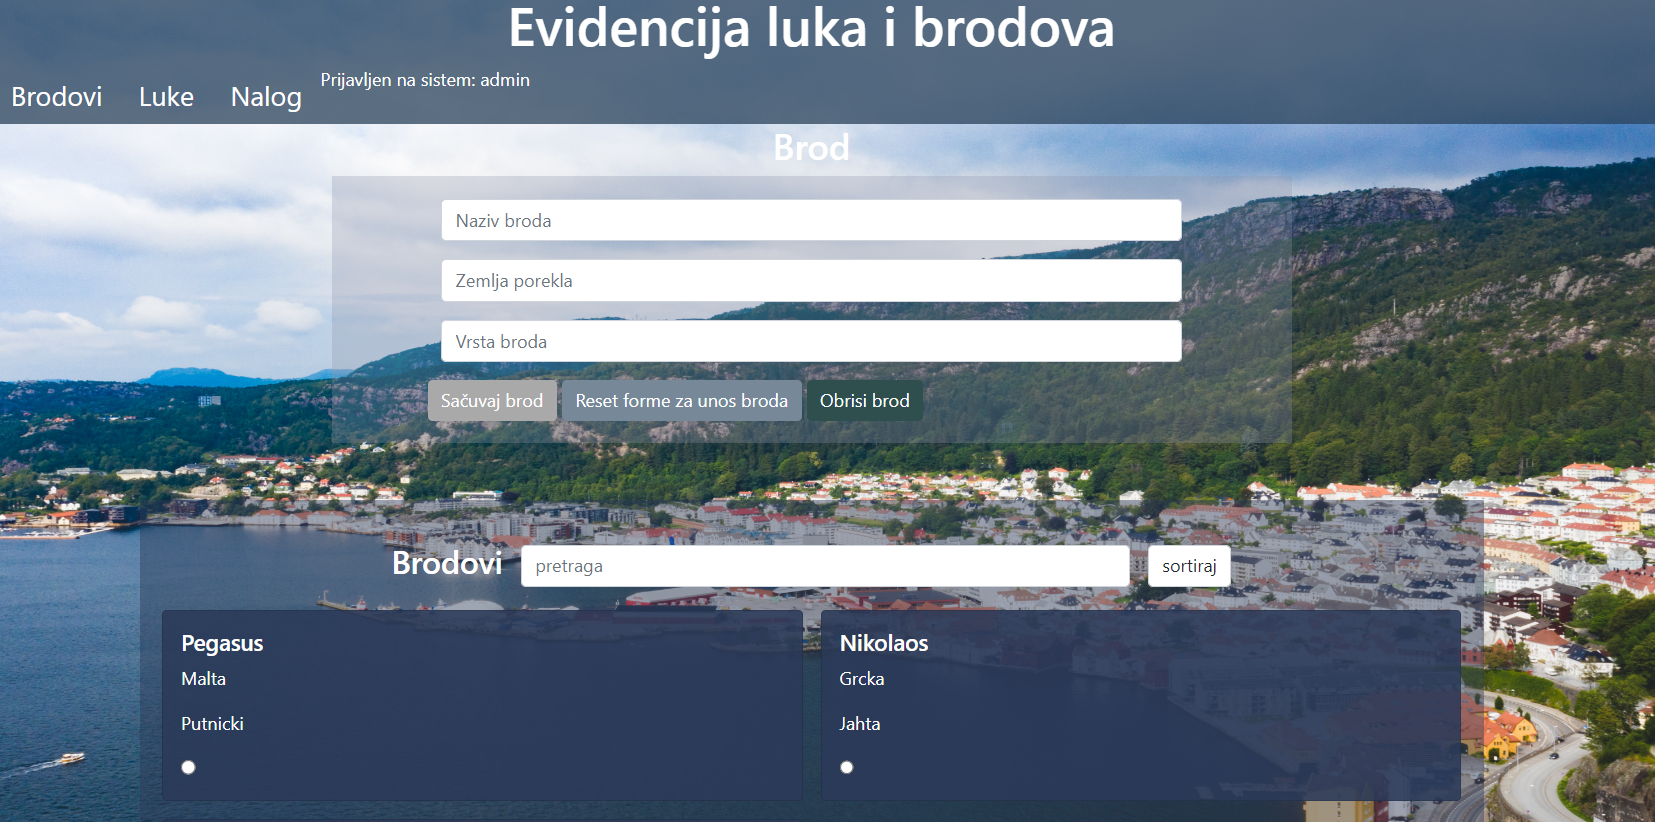 Evidencija luka i brodova
Brodovi Luke Nalog Prijavljen na sistem: admin
Brod
Naziv broda
Zemlja porekla
Vrsta broda
Sačuvaj brod Reset forme za unos broda Obrisi brod
Brodovi pretraga sortiraj
Pegasus
Malta
Putnicki
Nikolaos
Grcka
Jahta